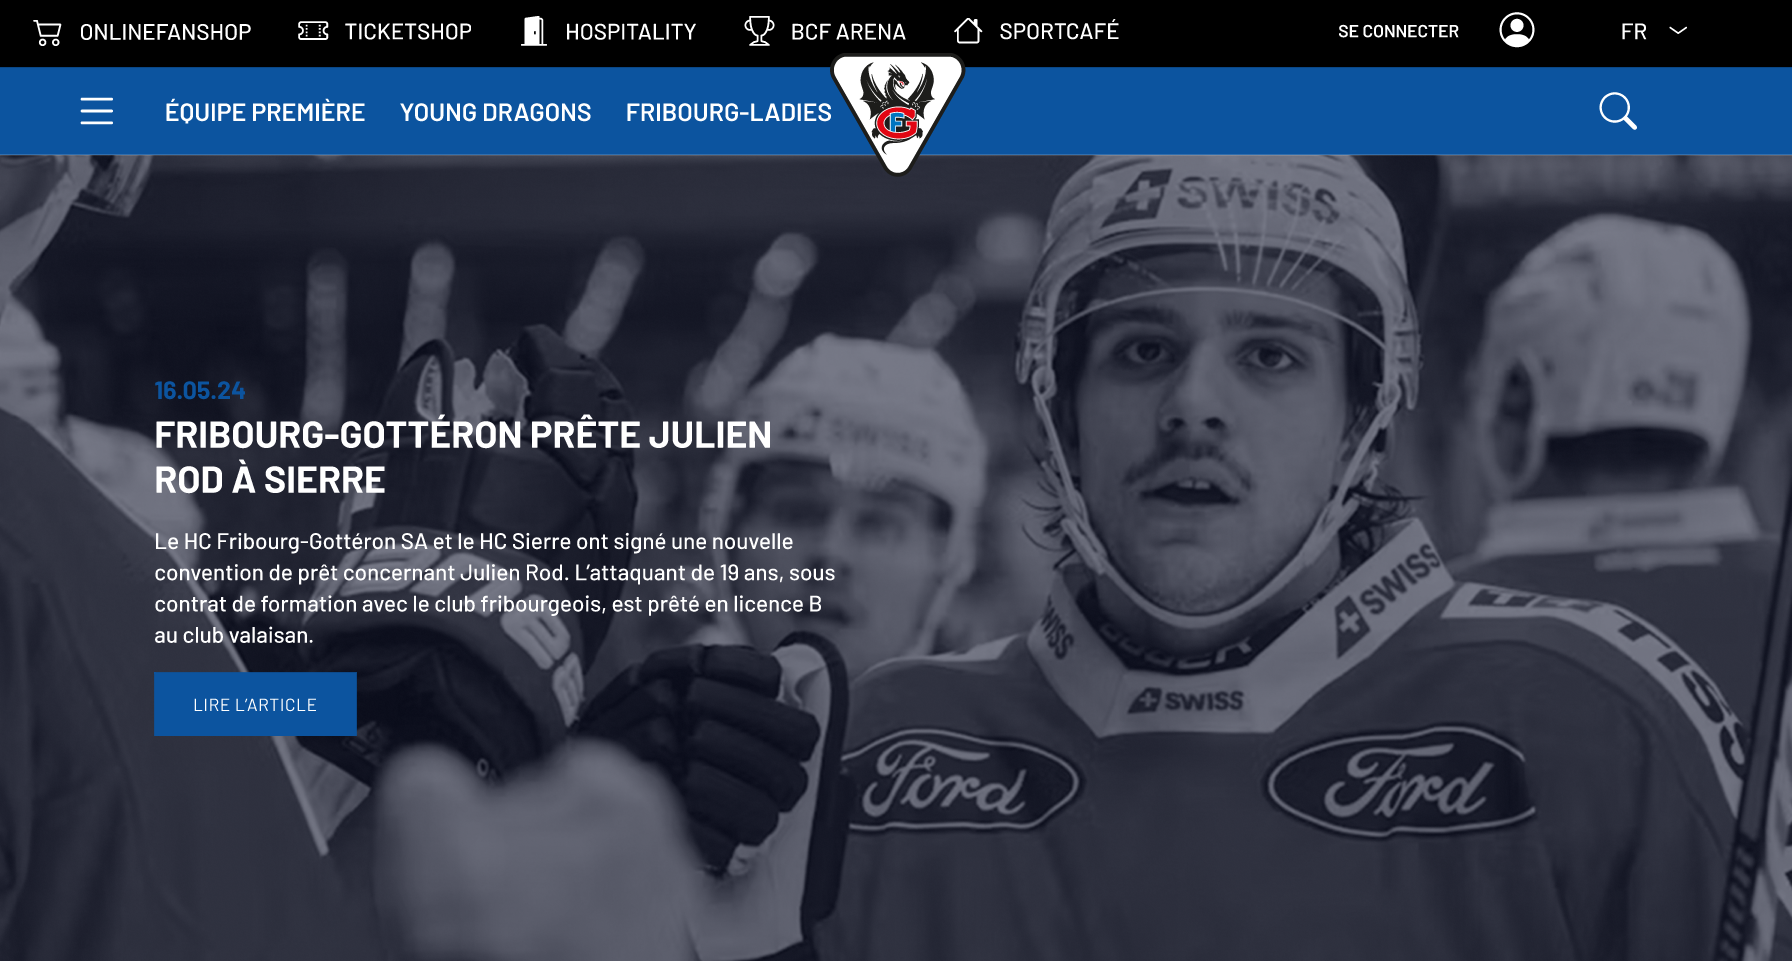 ONLINEFANSHOP
TICKETSHOP
HOSPITALITY
BCF ARENA
SPORTCAFÉ
SE CONNECTER
FR
ÉQUIPE PREMIÈRE
YOUNG DRAGONS
FRIBOURG-LADIES
SWISS
16.05.24
FRIBOURG-GOTTÉRON PRÊTE JULIEN
ROD À SIERRE
Le HC Fribourg-Gottéron SA et le HC Sierre ont signé une nouvelle
convention de prêt concernant Julien Rod. L’attaquant de 19 ans, sous
contrat de formation avec le club fribourgeois, est prêté en licence B
au club valaisan.
LIRE L’ARTICLE
SWISS
WISS
SWISS
Ford
Ford